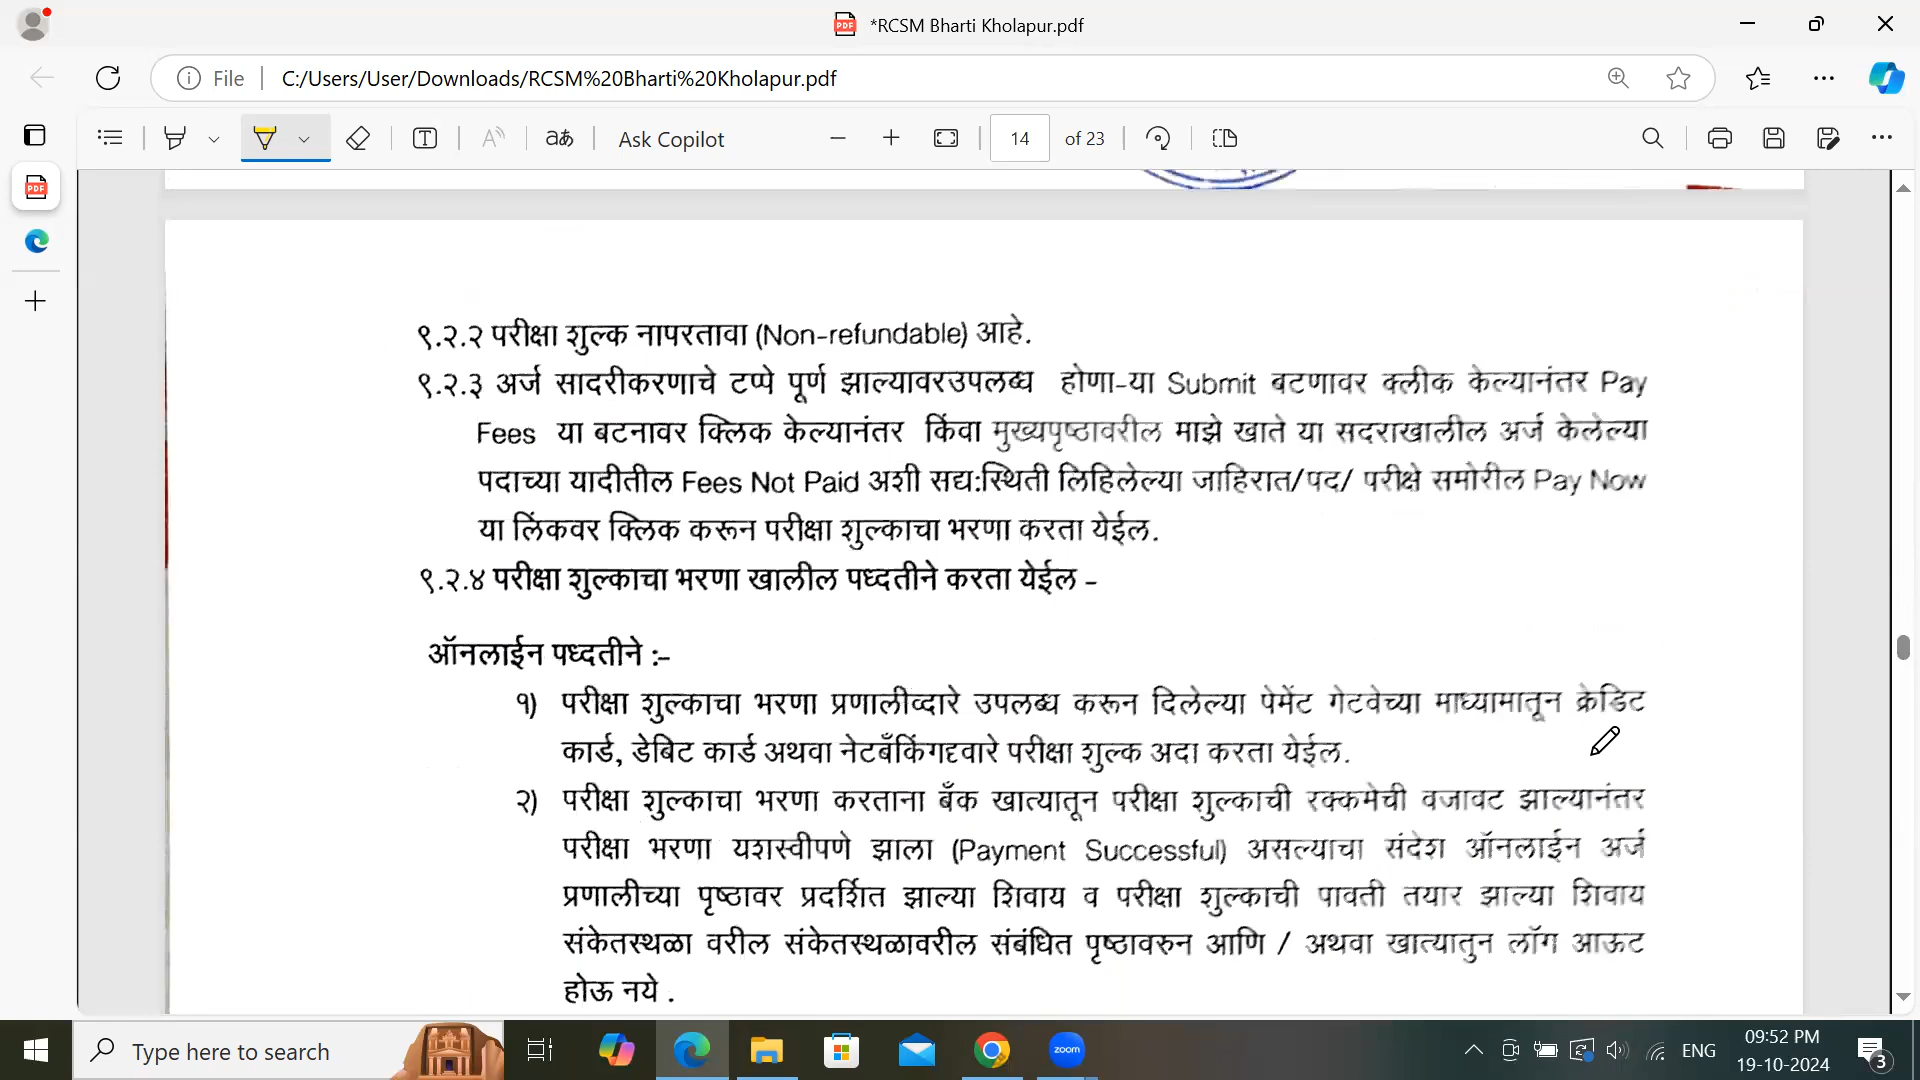 *RCSM Bharti Kholapur.pdf
File
C:/Users/User/Downloads/RCSM%20Bharti%20Kholapur.pdf
Ask Copilot
14 of 23
९.२.२ परीक्षा शुल्क नापरतावा (Non-refundable) आहे.
९.२.३ अर्ज सादरीकरणाचे टप्पे पूर्ण झाल्यावरउपलब्ध होणा-या Submit बटणावर क्लीक केल्यानंतर Pay
Fees या बटनावर क्लिक केल्यानंतर किंवा मुख्यपृष्ठावरील माझे खाते या सदराखालील अर्ज केलेल्या
पदाच्या यादीतील Fees Not Paid अशी सद्य:स्थिती लिहिलेल्या जाहिरात/पद/ परीक्षे समोरील Pay Now
या लिंकवर क्लिक करून परीक्षा शुल्काचा भरणा करता येईल.
९.२.४ परीक्षा शुल्काचा भरणा खालील पध्दतीने करता येईल -
ऑनलाईन पध्दतीने :-
१) परीक्षा शुल्काचा भरणा प्रणालीव्दारे उपलब्ध करून दिलेल्या पेमेंट गेटवेच्या माध्यामातून क्रेडिट
कार्ड, डेबिट कार्ड अथवा नेटबँकिंगद्दवारे परीक्षा शुल्क अदा करता येईल.
२) परीक्षा शुल्काचा भरणा करताना बँक खात्यातून परीक्षा शुल्काची रक्कमेची वजावट झाल्यानंतर
परीक्षा भरणा यशस्वीपणे झाला (Payment Successful) असल्याचा संदेश ऑनलाईन अर्ज
प्रणालीच्या पृष्ठावर प्रदर्शित झाल्या शिवाय व परीक्षा शुल्काची पावती तयार झाल्या शिवाय
संकेतस्थळा वरील संकेतस्थळावरील संबंधित पृष्ठावरुन आणि / अथवा खात्यातुन लॉग आऊट
होऊ नये .
Type here to search
zoom
ENG
09:52 PM
19-10-2024
3